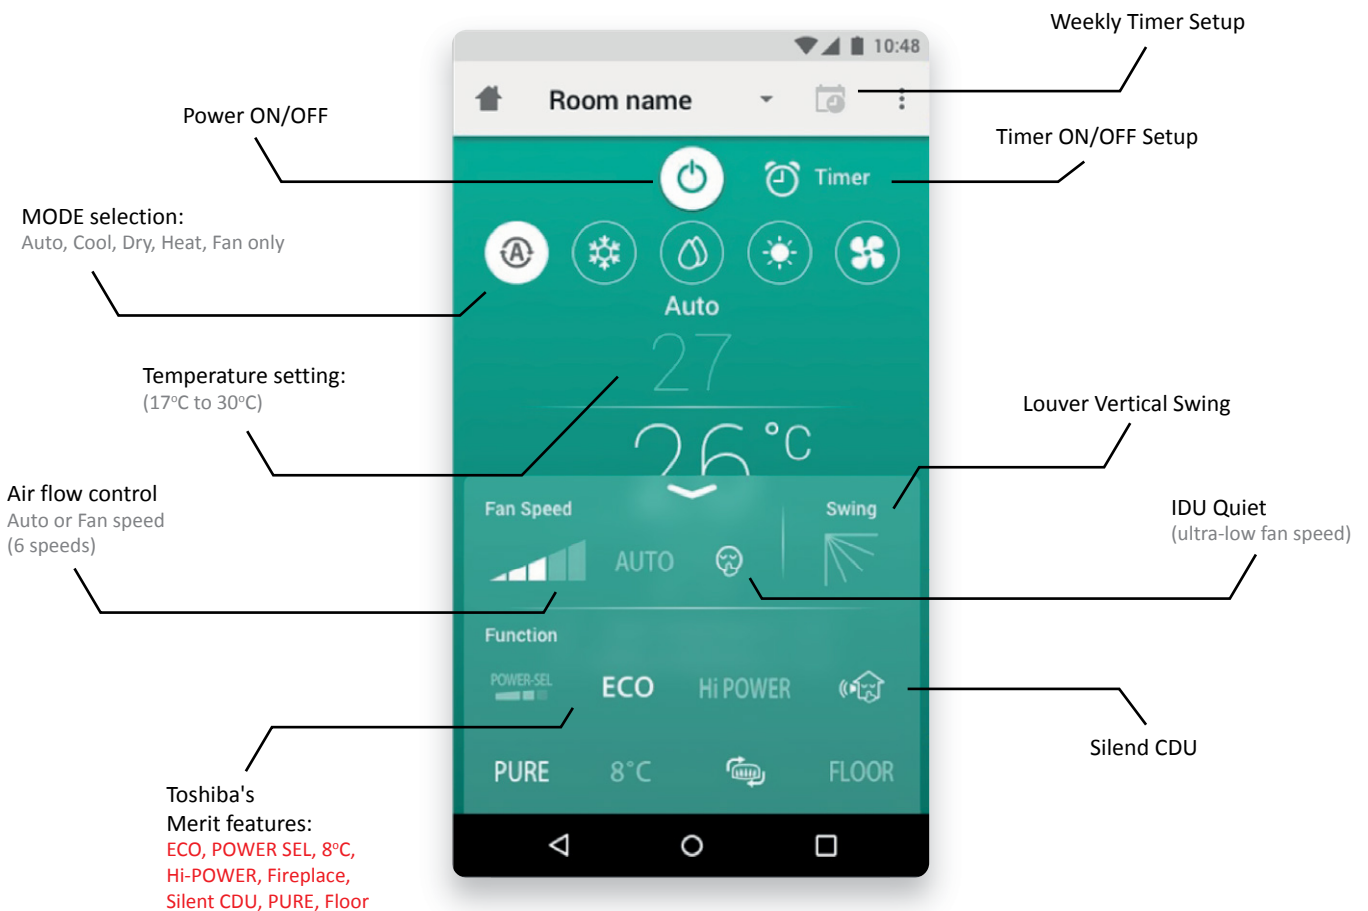 Weekly Timer Setup
10:48
Room name
Power ON/OFF
Timer ON/OFF Setup
Timer
MODE selection:
Auto, Cool, Dry, Heat, Fan only
A
Auto
27
Temperature setting:
(17°C to 30°C)
26 °C
Louver Vertical Swing
Air flow control
Auto or Fan speed
(6 speeds)
Fan Speed
Swing
AUTO
IDU Quiet
(ultra-low fan speed)
Function
POWER-SEL
ECO
Hi POWER
Silend CDU
PURE
8°C
FLOOR
Toshiba's
Merit features:
ECO, POWER SEL, 8°C,
Hi-POWER, Fireplace,
Silent CDU, PURE, Floor